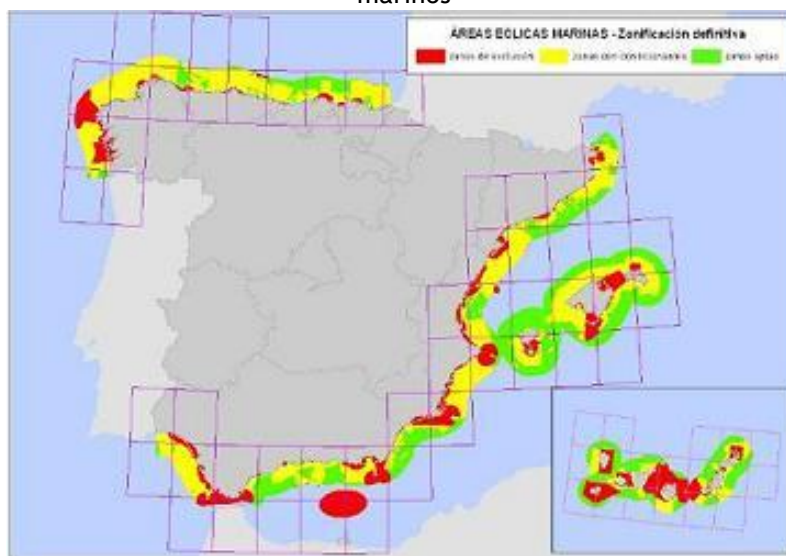 marinos
ÁREAS EÓLICAS MARINAS - Zonificación definitiva
Zonas de exclusión
Zonas con condicionantes
Zonas aptas